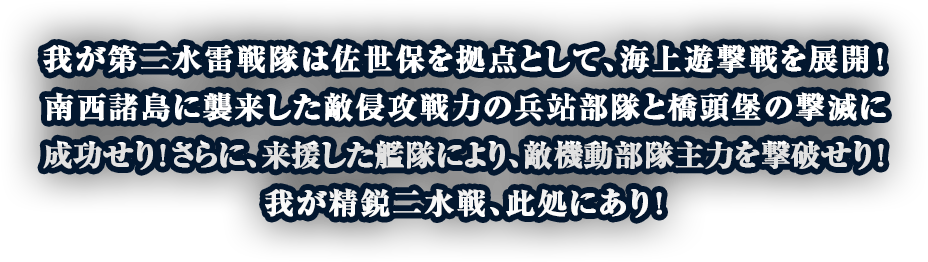 我が第二水雷戦隊は佐世保を拠点として、海上遊撃戦を展開！
南西諸島に襲来した敵侵攻戦力の兵站部隊と橋頭堡の撃滅に
成功せり！さらに、来援した艦隊により、敵機動部隊主力を撃破せり！
我が精鋭二水戦、此処にあり！